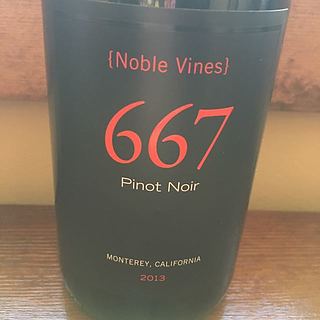 {Noble Vines}
667
Pinot Noir
MONTEREY, CALIFORNIA
2013